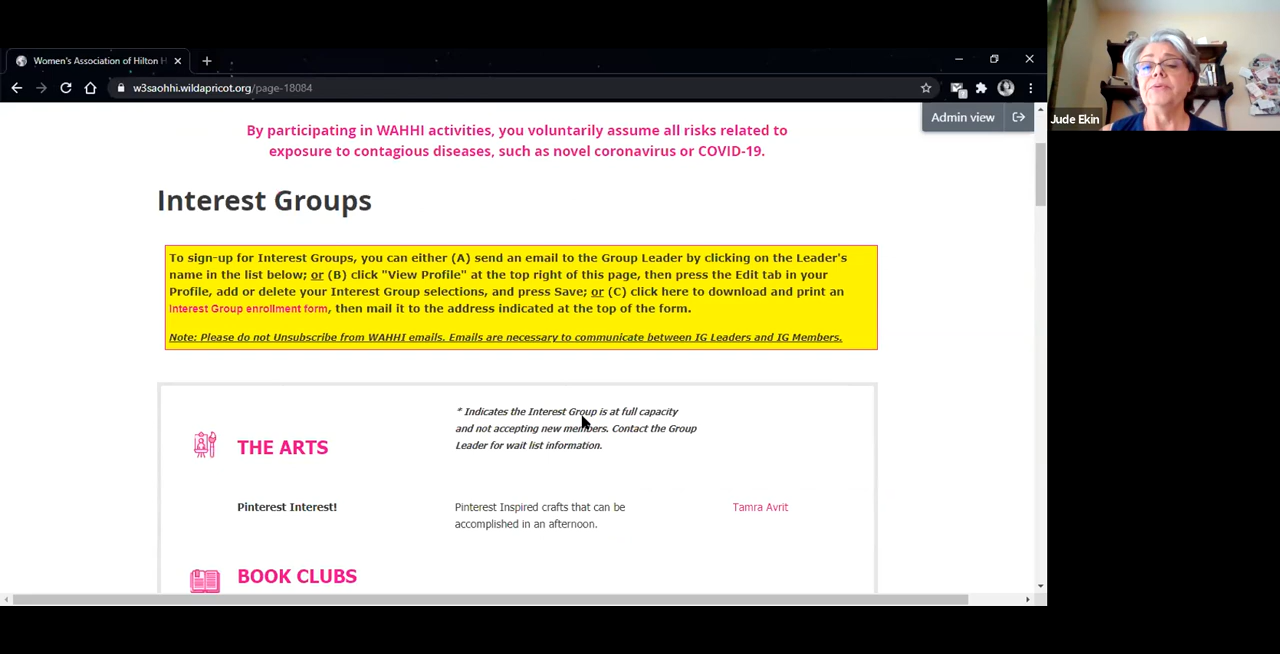 Women's Association of Hilton H
w3saohhi.wildapricot.org/page-18084
Admin view
Jude Ekin
By participating in WAHHI activities, you voluntarily assume all risks related to
exposure to contagious diseases, such as novel coronavirus or COVID-19.
Interest Groups
To sign-up for Interest Groups, you can either (A) send an email to the Group Leader by clicking on the Leader's
name in the list below; or (B) click "View Profile" at the top right of this page, then press the Edit tab in your
Profile, add or delete your Interest Group selections, and press Save; or (C) click here to download and print an
Interest Group enrollment form, then mail it to the address indicated at the top of the form.
Note: Please do not Unsubscribe from WAHHI emails. Emails are necessary to communicate between IG Leaders and IG Members.
* Indicates the Interest Group is at full capacity
and not accepting new members. Contact the Group
Leader for wait list information.
THE ARTS
Pinterest Interest!
Pinterest Inspired crafts that can be
accomplished in an afternoon.
Tamra Avrit
BOOK CLUBS